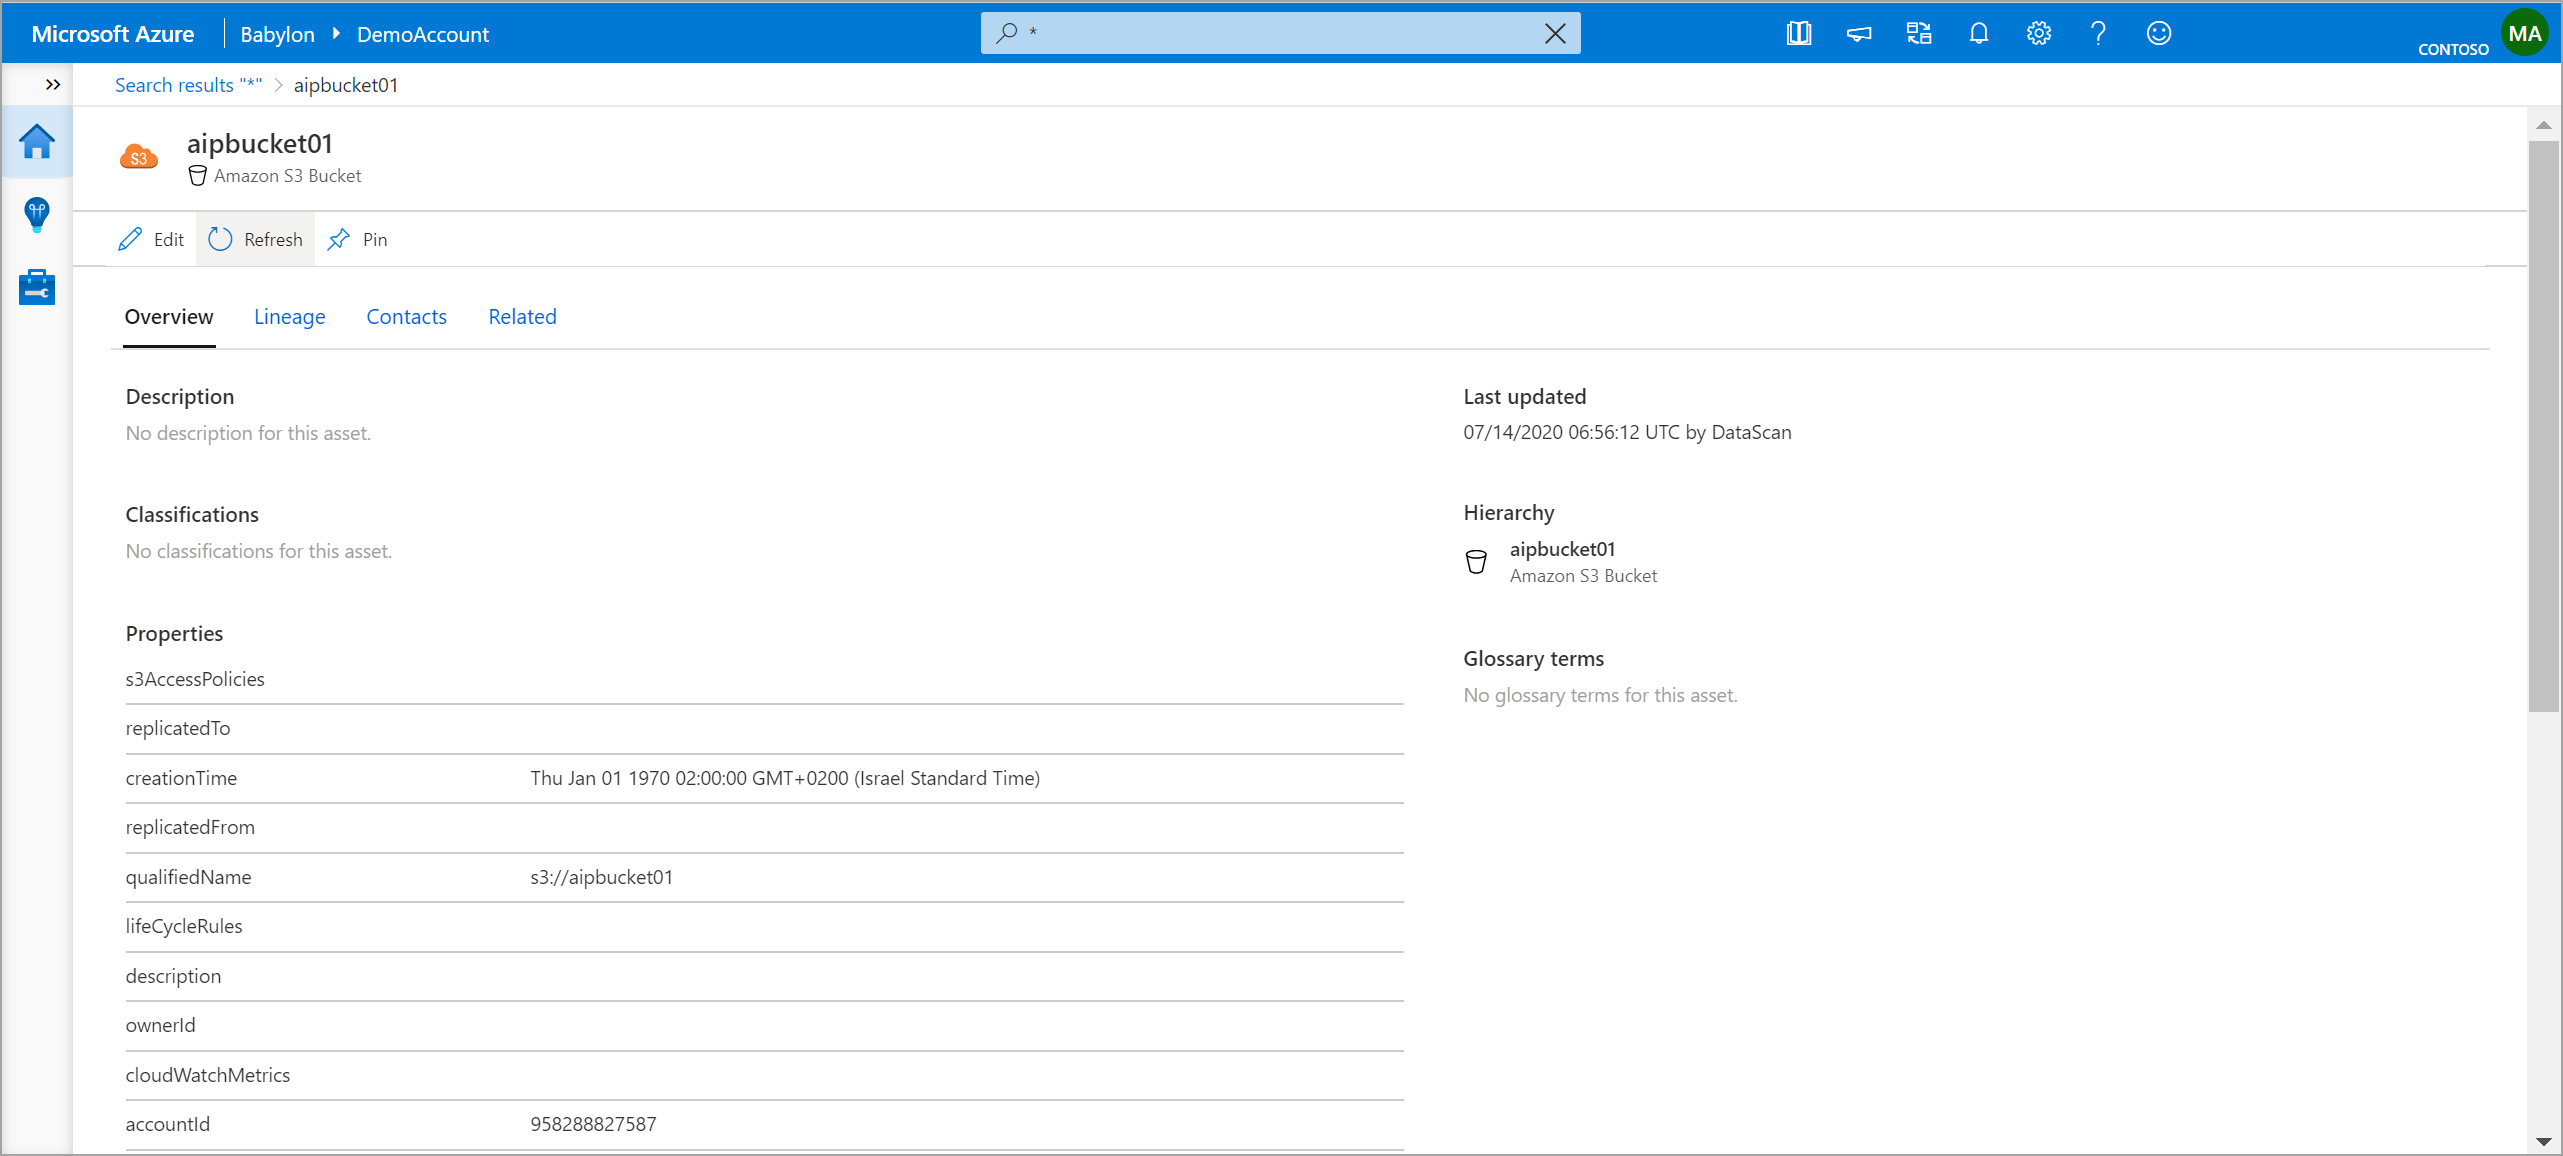 Microsoft Azure
Babylon
DemoAccount
*
CONTOSO
MA
Search results "*"
aipbucket01
S3
aipbucket01
Amazon S3 Bucket
Edit
Refresh
Pin
Overview
Lineage
Contacts
Related
Description
No description for this asset.
Classifications
No classifications for this asset.
Properties
s3AccessPolicies
replicatedTo
creationTime Thu Jan 01 1970 02:00:00 GMT+0200 (Israel Standard Time)
replicatedFrom
qualifiedName s3://aipbucket01
lifeCycleRules
description
ownerId
cloudWatchMetrics
accountId 958288827587
Last updated
07/14/2020 06:56:12 UTC by DataScan
Hierarchy
aipbucket01
Amazon S3 Bucket
Glossary terms
No glossary terms for this asset.